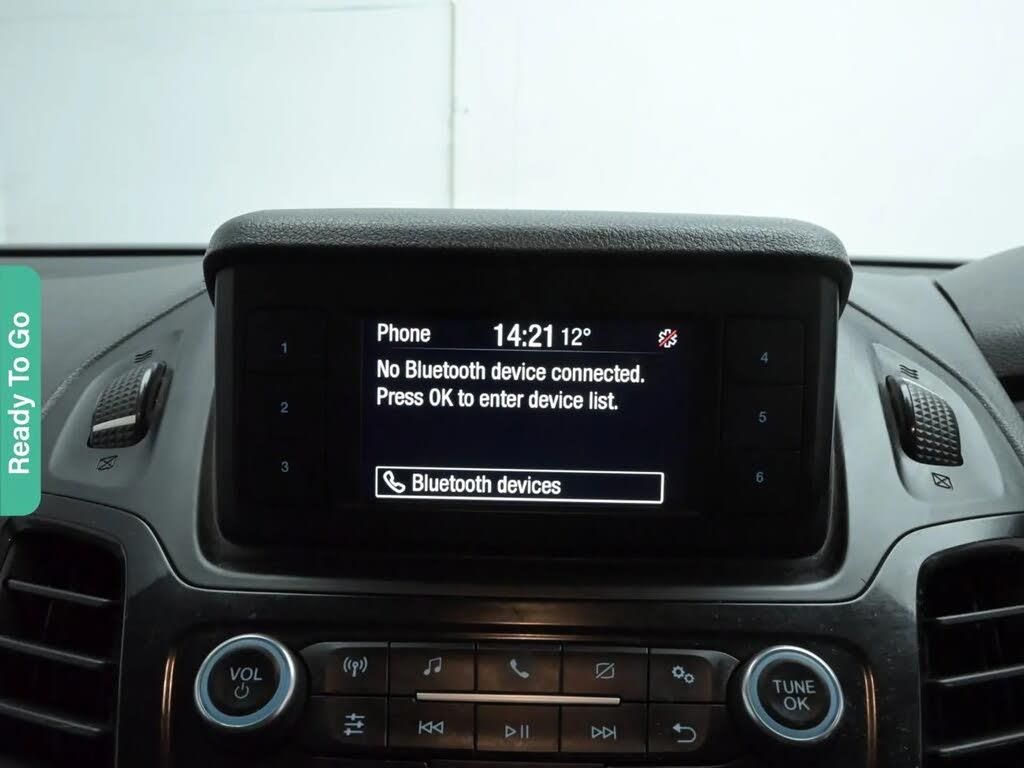 Ready To Go
Phone 14:21 12°
No Bluetooth device connected.
Press OK to enter device list.
Bluetooth devices
1
2
3
4
5
6
VOL
TUNE
OK